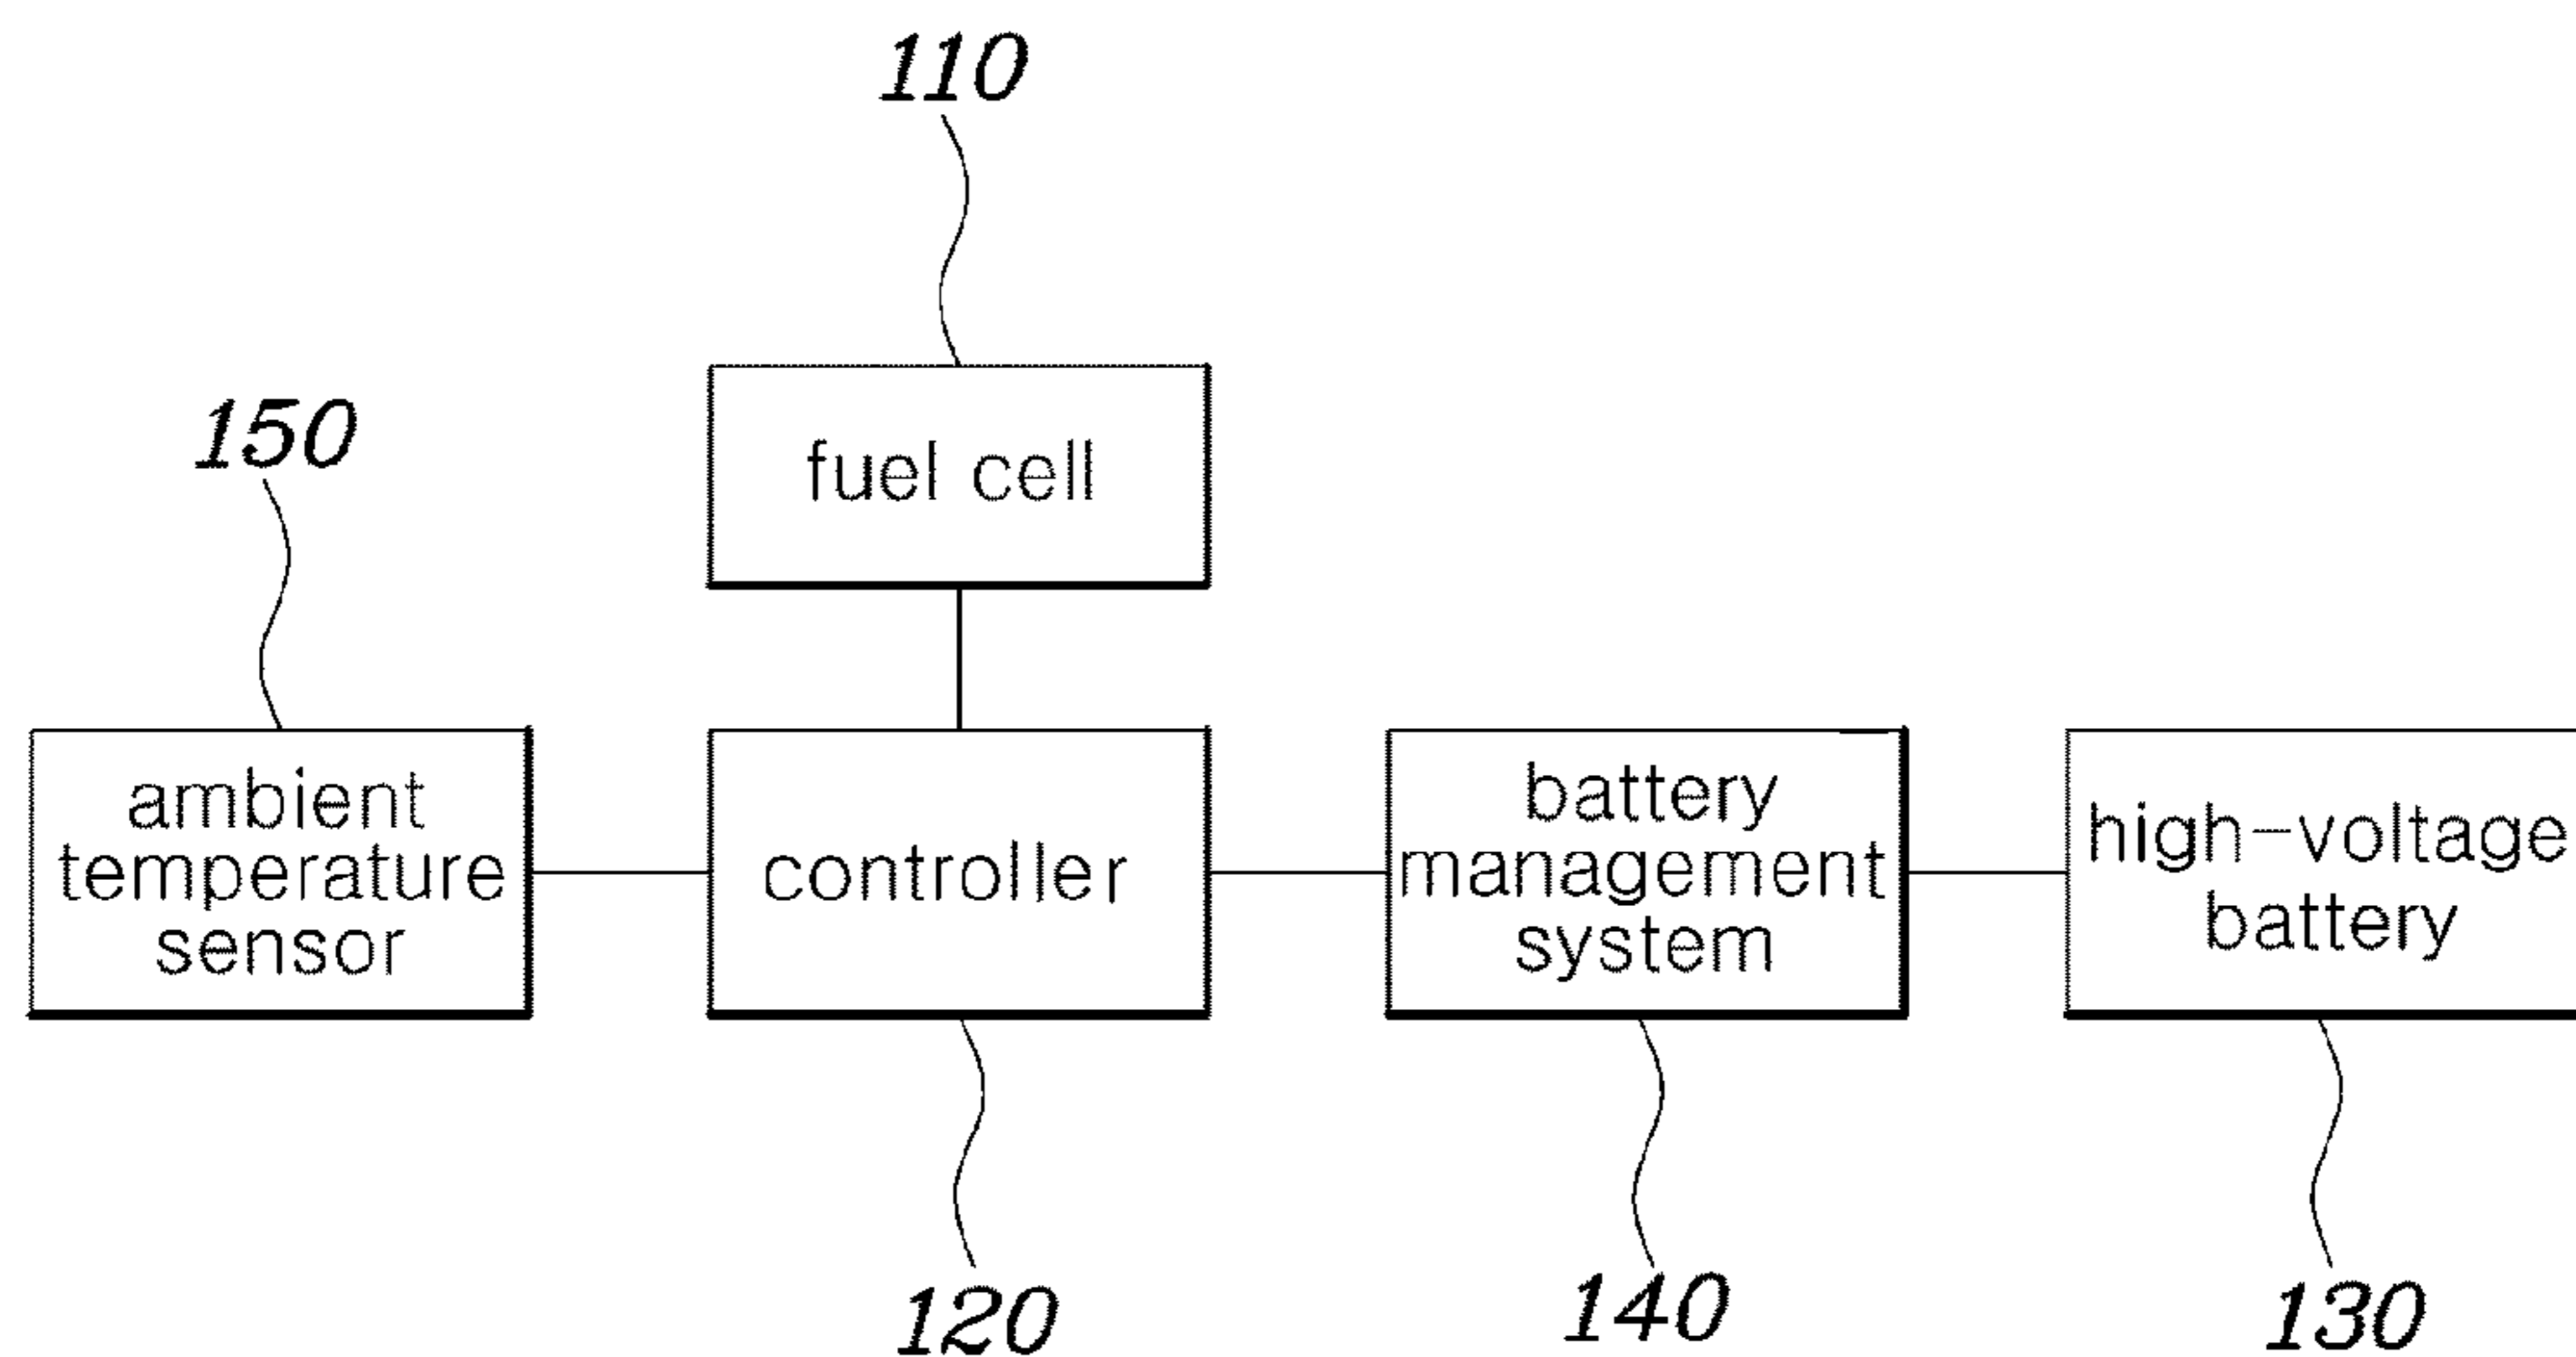 110
150
fuel cell
ambient
temperature
sensor
controller
battery
management
system
high-voltage
battery
120
140
130